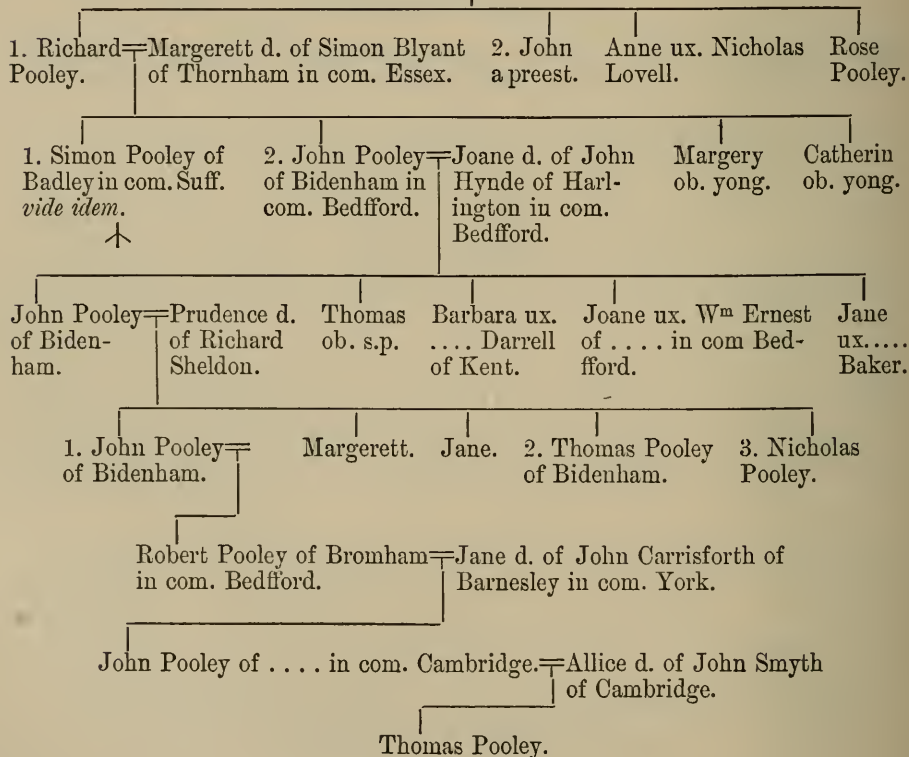 1. Richard Pooley.
Margerett d. of Simon Blyant
of Thornham in com. Essex.
2. John
a preest.
Anne ux. Nicholas
Lovell.
Rose
Pooley.
1. Simon Pooley of
Badley in com. Suff.
vide idem.
2. John Pooley
of Bidenham in
com. Bedfford.
Joane d. of John
Hynde of Har-
lington in com.
Bedfford.
Margery
ob. yong.
Catherin
ob. yong.
John Pooley
of Biden-
ham.
Prudence d.
of Richard
Sheldon.
Thomas
ob. s.p.
Barbara ux.
.... Darrell
of Kent.
Joane ux. Wm Ernest
of .... in com Bed-
fford.
Jane
ux.....
Baker.
1. John Pooley
of Bidenham.
Margerett.
Jane.
2. Thomas Pooley
of Bidenham.
3. Nicholas
Pooley.
Robert Pooley of Bromham
in com. Bedfford.
Jane d. of John Carrisforth of
Barnesley in com. York.
John Pooley of .... in com. Cambridge.
Allice d. of John Smyth
of Cambridge.
Thomas Pooley.